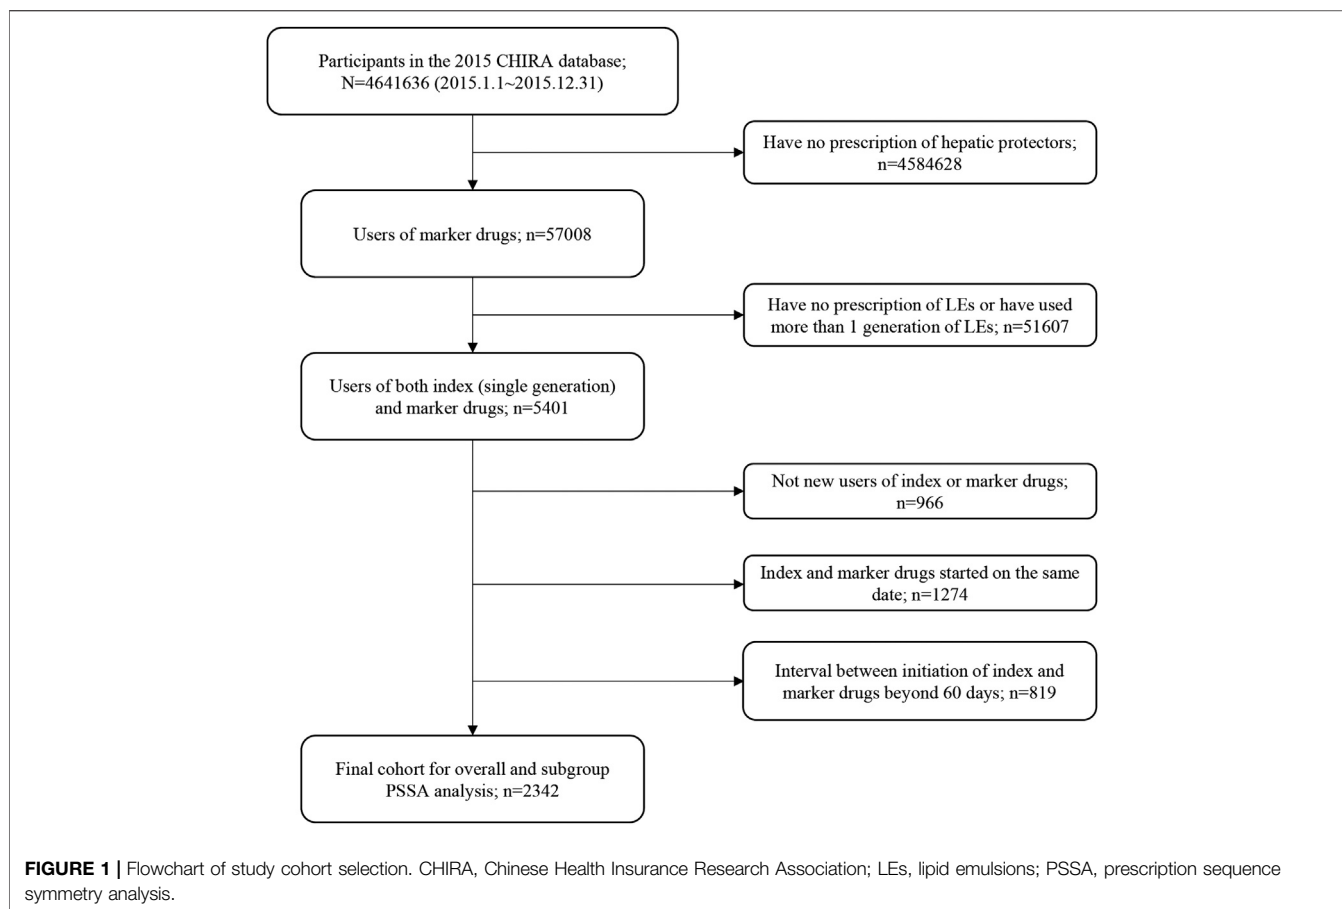 Participants in the 2015 CHIRA database;
N=4641636 (2015.1.1~2015.12.31)
Have no prescription of hepatic protectors;
n=4584628
Users of marker drugs; n=57008
Have no prescription of LEs or have used
more than 1 generation of LEs; n=51607
Users of both index (single generation)
and marker drugs; n=5401
Not new users of index or marker drugs;
n=966
Index and marker drugs started on the same
date; n=1274
Interval between initiation of index and
marker drugs beyond 60 days; n=819
Final cohort for overall and subgroup
PSSA analysis; n=2342
FIGURE 1 | Flowchart of study cohort selection. CHIRA, Chinese Health Insurance Research Association; LEs, lipid emulsions; PSSA, prescription sequence
symmetry analysis.